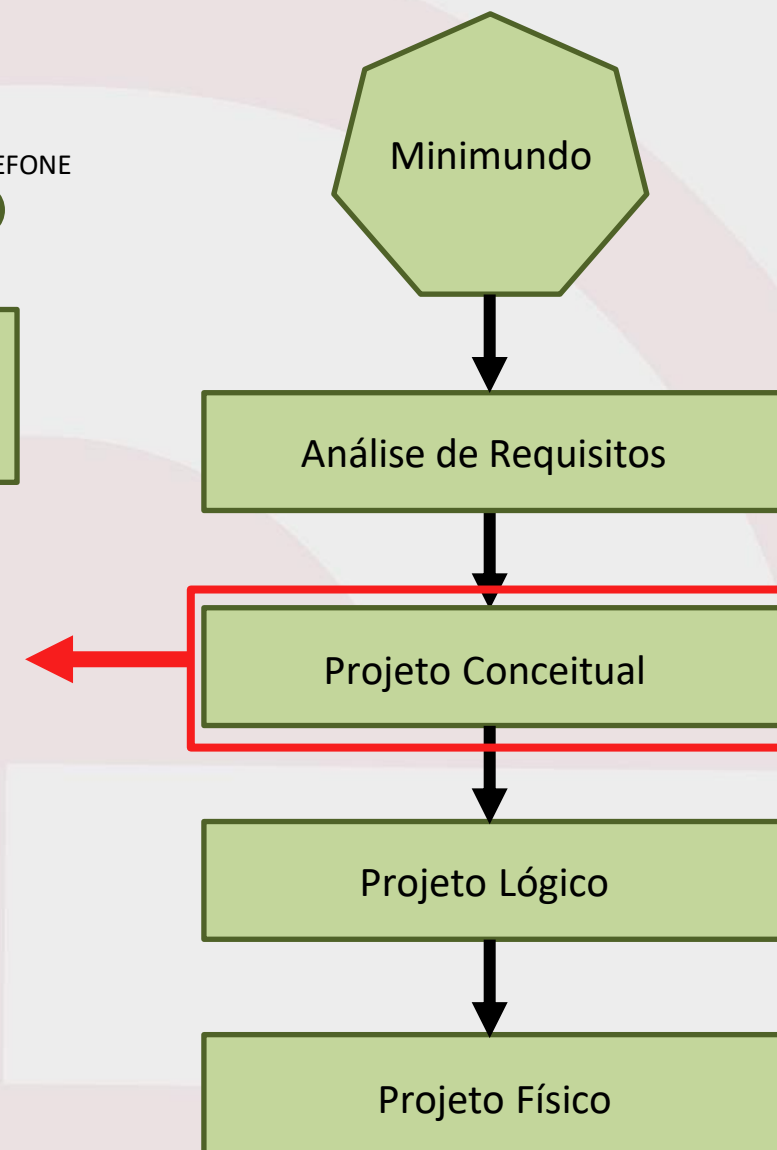 Minimundo
EFONE
Análise de Requisitos
Projeto Conceitual
Projeto Lógico
Projeto Físico